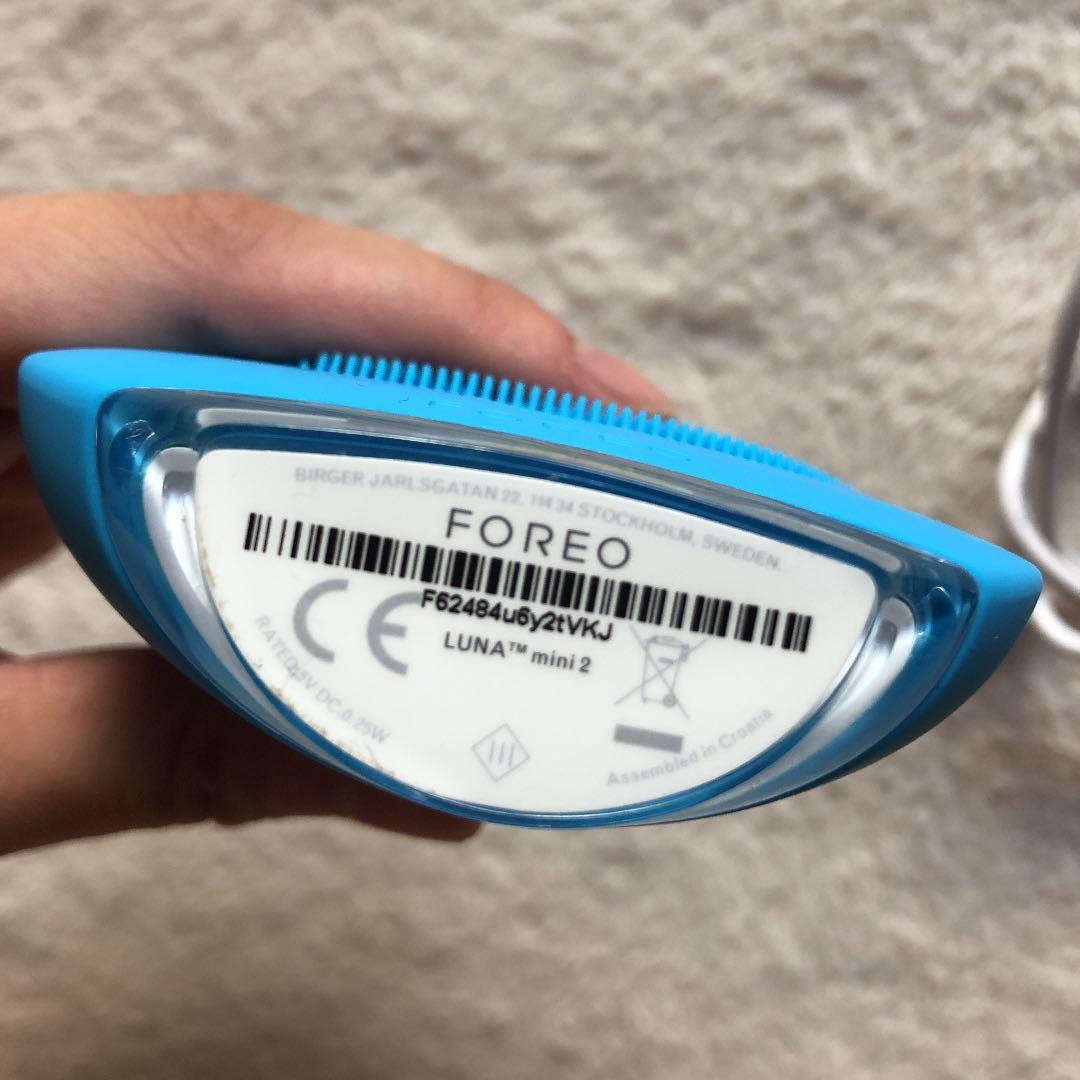 BIRGER JARLSGATAN 22, 114 34 STOCKHOLM, SWEDEN.
FOREO
F62484u6y2tVKJ
LUNA™ mini 2
CE
RATED:5V DC,0.25W
Assembled in Croatia